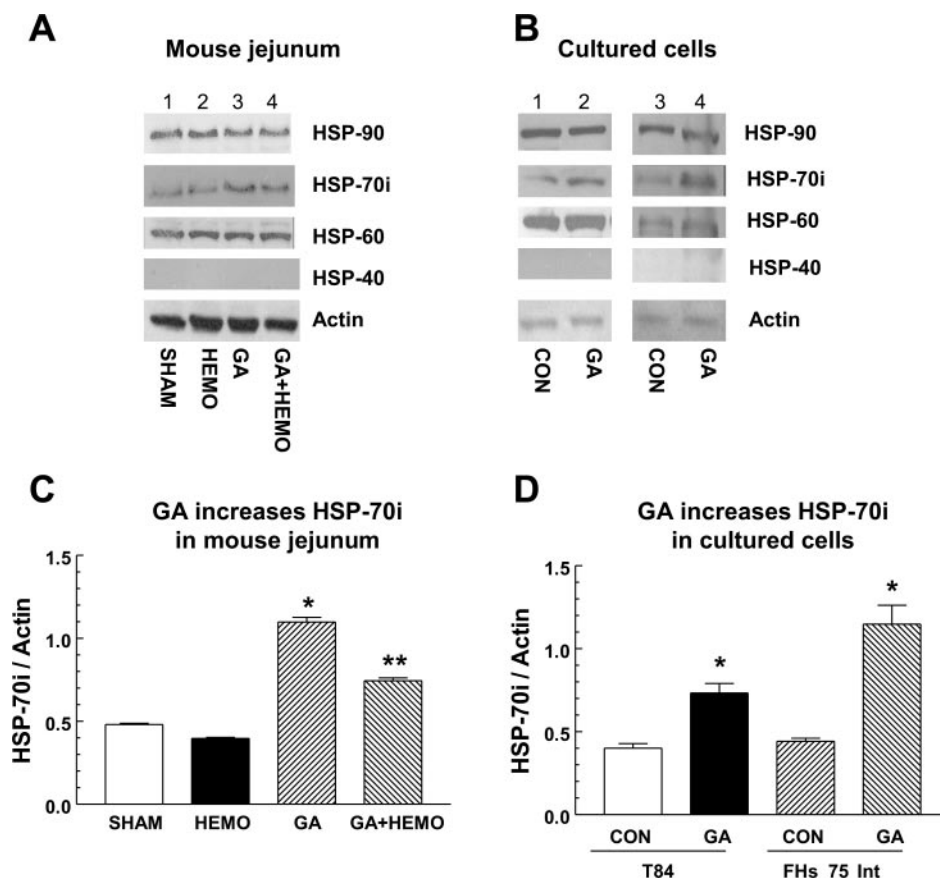 A
Mouse jejunum
1 2 3 4
HSP-90
HSP-70i
HSP-60
HSP-40
Actin
SHAM HEMO GA GA+HEMO
B
Cultured cells
1 2 3 4
HSP-90
HSP-70i
HSP-60
HSP-40
Actin
CON GA CON GA
C
GA increases HSP-70i
in mouse jejunum
HSP-70i / Actin
1.5
1.0
0.5
0.0
*
**
SHAM HEMO GA GA+HEMO
D
GA increases HSP-70i
in cultured cells
HSP-70i / Actin
1.5
1.0
0.5
0.0
*
*
CON GA CON GA
T84 FHs 75 Int